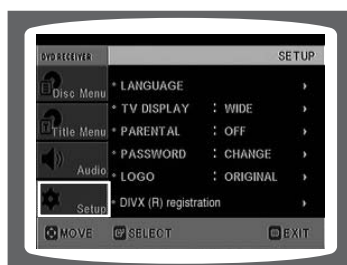 DVD RECEIVER SETUP
Disc Menu
Title Menu
Audio
Setup
• LANGUAGE
• TV DISPLAY : WIDE
• PARENTAL : OFF
• PASSWORD : CHANGE
• LOGO : ORIGINAL
• DIVX (R) registration
MOVE SELECT EXIT